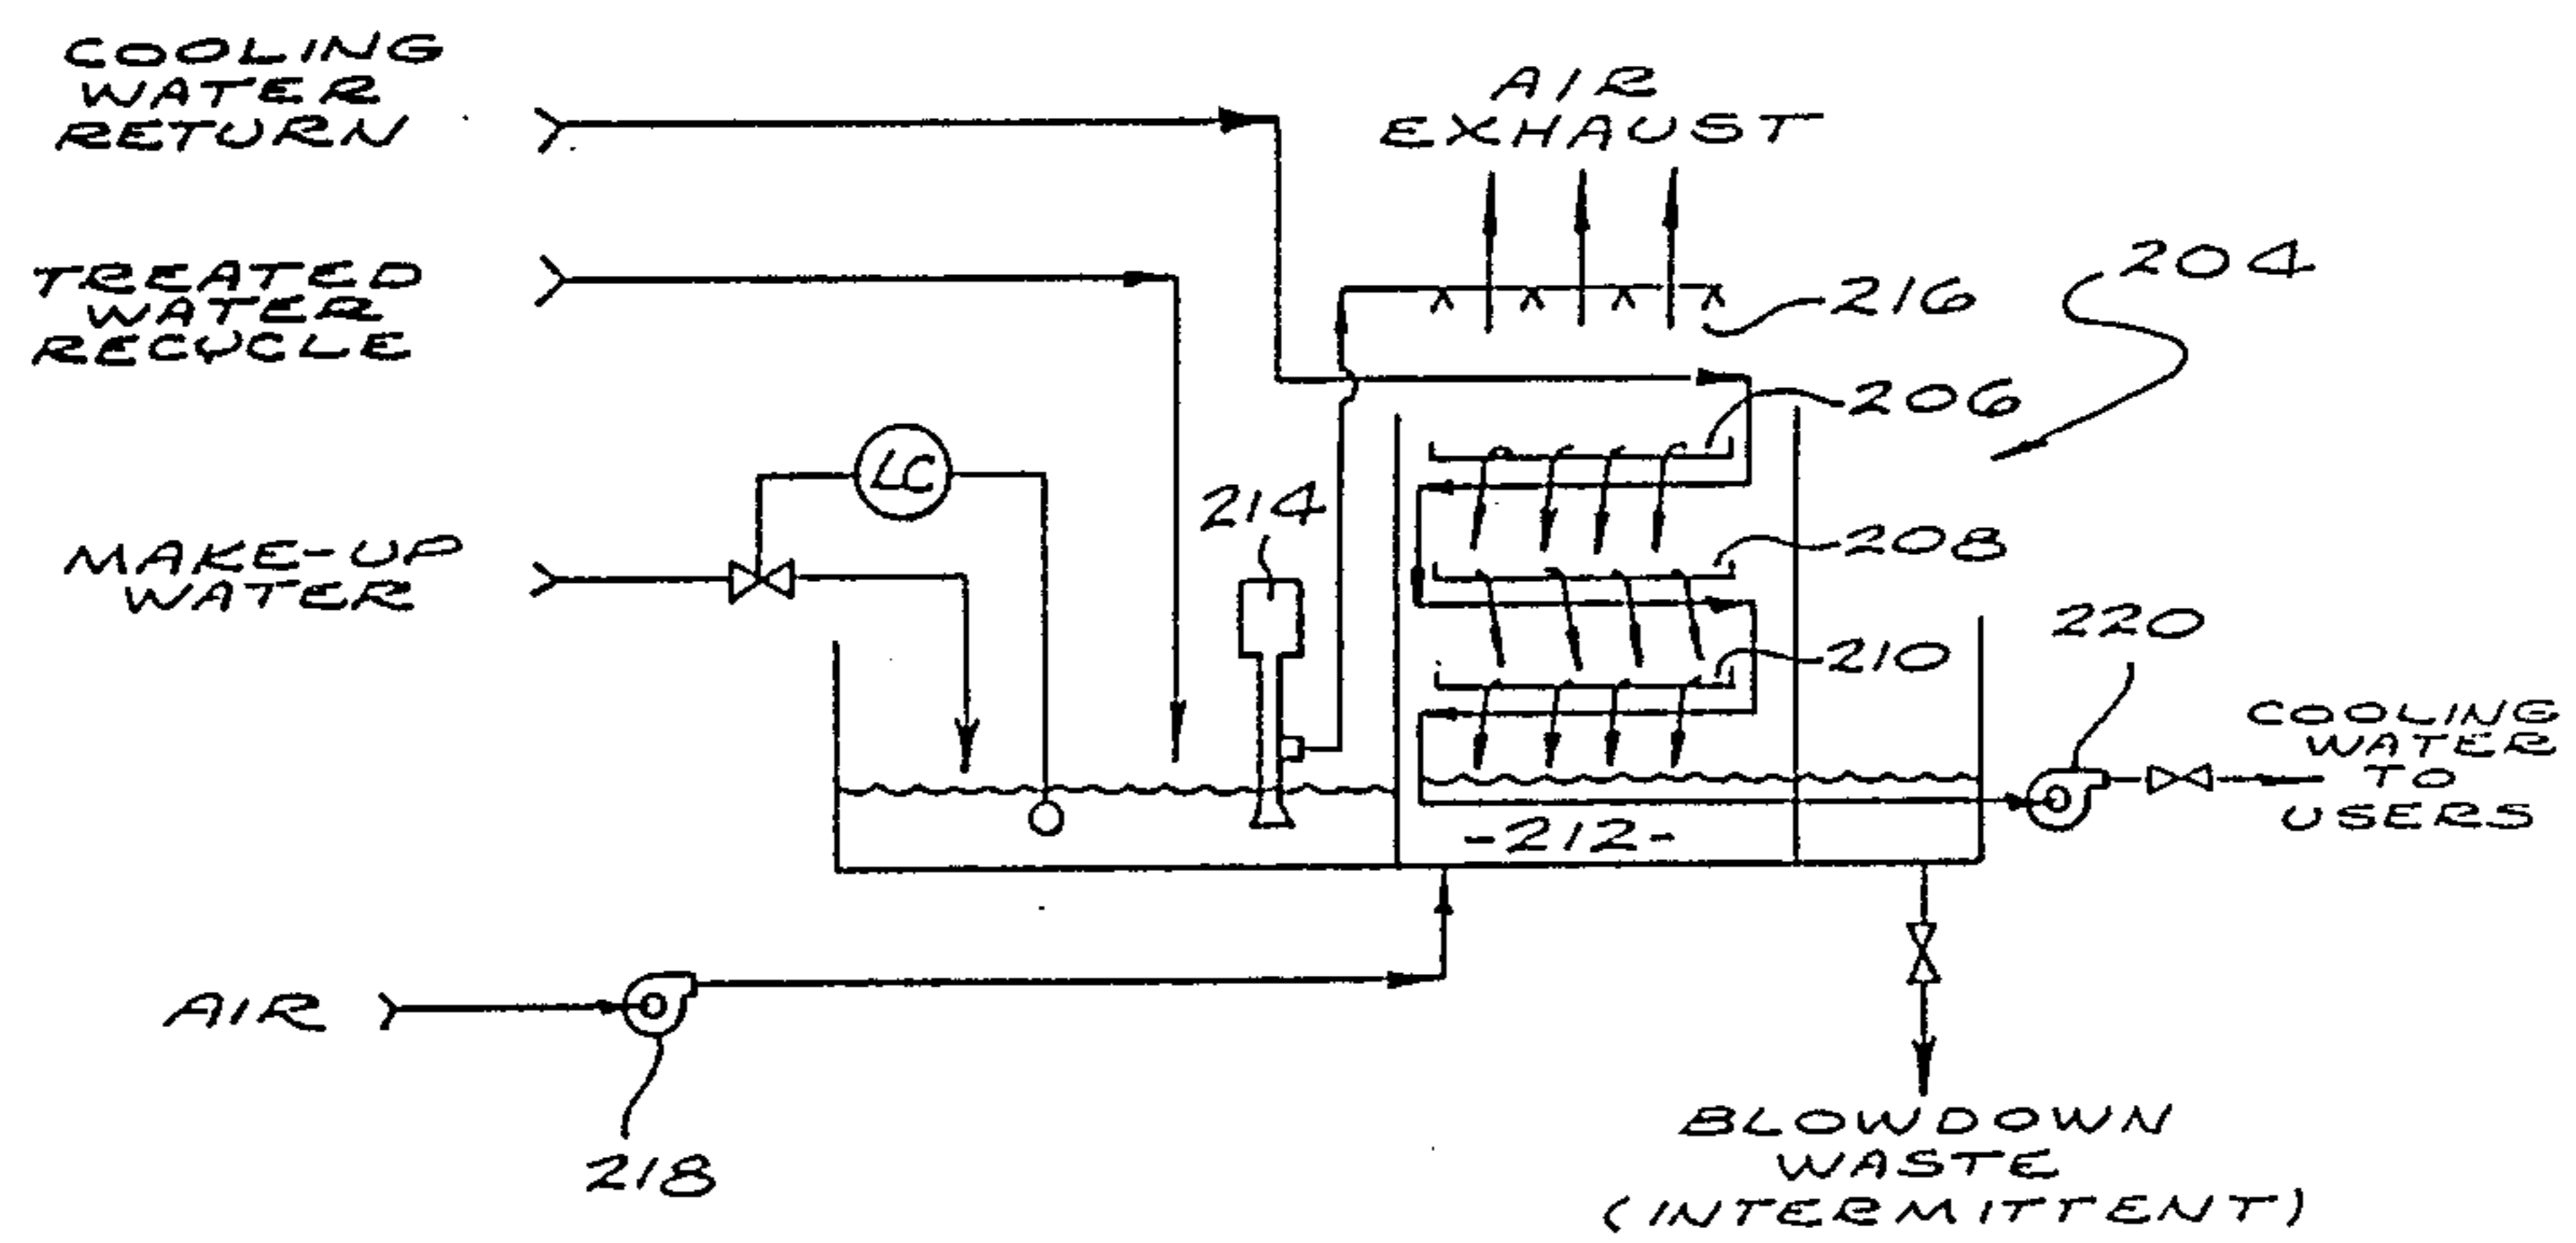 COOLING
WATER
RETURN
AIR
EXHAUST
TREATED
WATER
RECYCLE
204
216
206
LC
214
MAKE-UP
WATER
208
220
210
COOLING
WATER
TO
USERS
-212-
AIR
218
BLOWDOWN
WASTE
(INTERMITTENT)